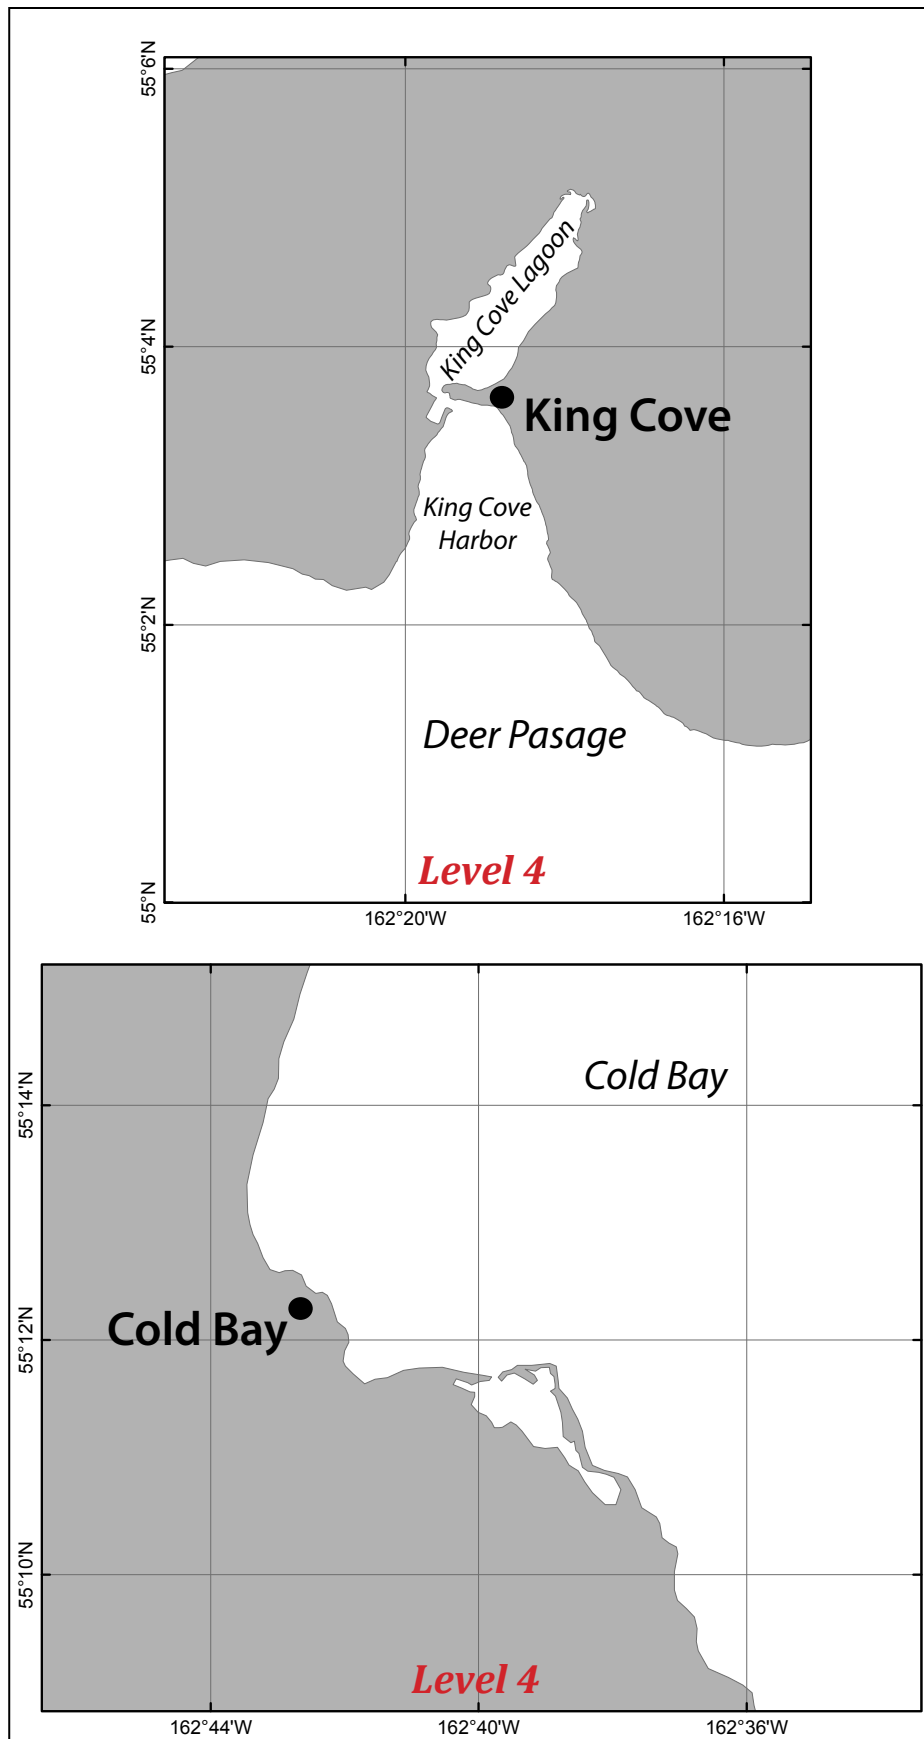 55°6'N
King Cove Lagoon
55°4'N
King Cove
King Cove
Harbor
55°2'N
Deer Pasage
Level 4
55°N
162°20'W
162°16'W
Cold Bay
55°14'N
Cold Bay
55°12'N
55°10'N
Level 4
162°44'W
162°40'W
162°36'W